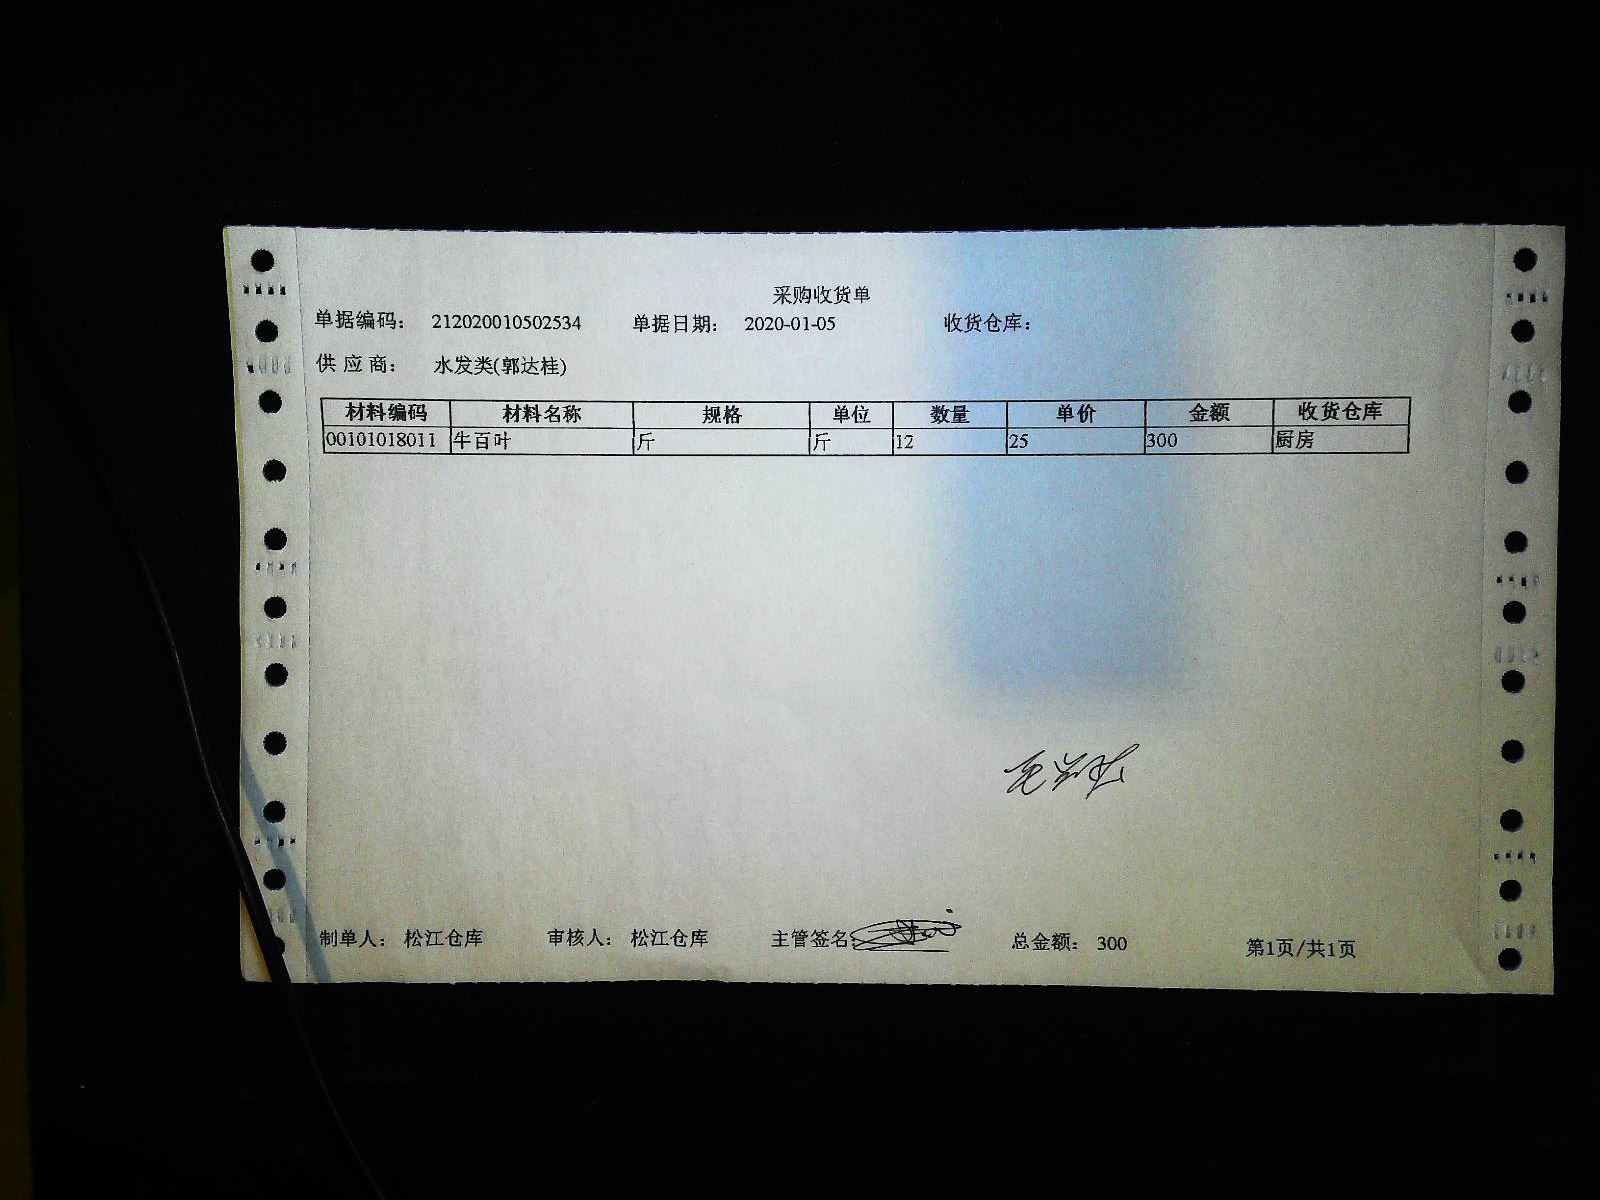 采购收货单
单据编码: 212020010502534 单据日期: 2020-01-05 收货仓库:
供应商: 水发类(郭达桂)
材料编码 材料名称 规格 单位 数量 单价 金额 收货仓库
00101018011 牛百叶 斤 斤 12 25 300 厨房
制单人: 松江仓库 审核人: 松江仓库 主管签名: 总金额: 300 第1页/共1页